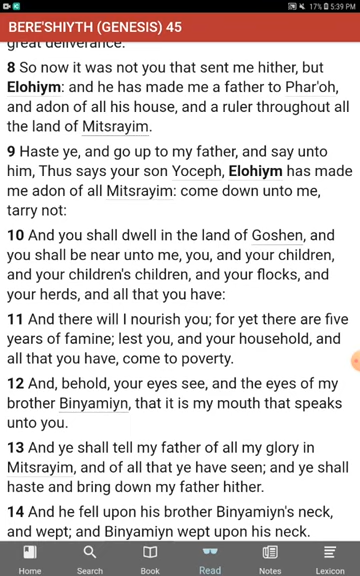 17% 5:39 PM
BERE'SHIYTH (GENESIS) 45
great deliverance.
8 So now it was not you that sent me hither, but
Elohiym: and he has made me a father to Phar'oh,
and adon of all his house, and a ruler throughout all
the land of Mitsrayim.
9 Haste ye, and go up to my father, and say unto
him, Thus says your son Yoceph, Elohiym has made
me adon of all Mitsrayim: come down unto me,
tarry not:
10 And you shall dwell in the land of Goshen, and
you shall be near unto me, you, and your children,
and your children's children, and your flocks, and
your herds, and all that you have:
11 And there will I nourish you; for yet there are five
years of famine; lest you, and your household, and
all that you have, come to poverty.
12 And, behold, your eyes see, and the eyes of my
brother Binyamiyn, that it is my mouth that speaks
unto you.
13 And ye shall tell my father of all my glory in
Mitsrayim, and of all that ye have seen; and ye shall
haste and bring down my father hither.
14 And he fell upon his brother Binyamiyn's neck,
and wept; and Binyamiyn wept upon his neck.
Home Search Book Read Notes Lexicon